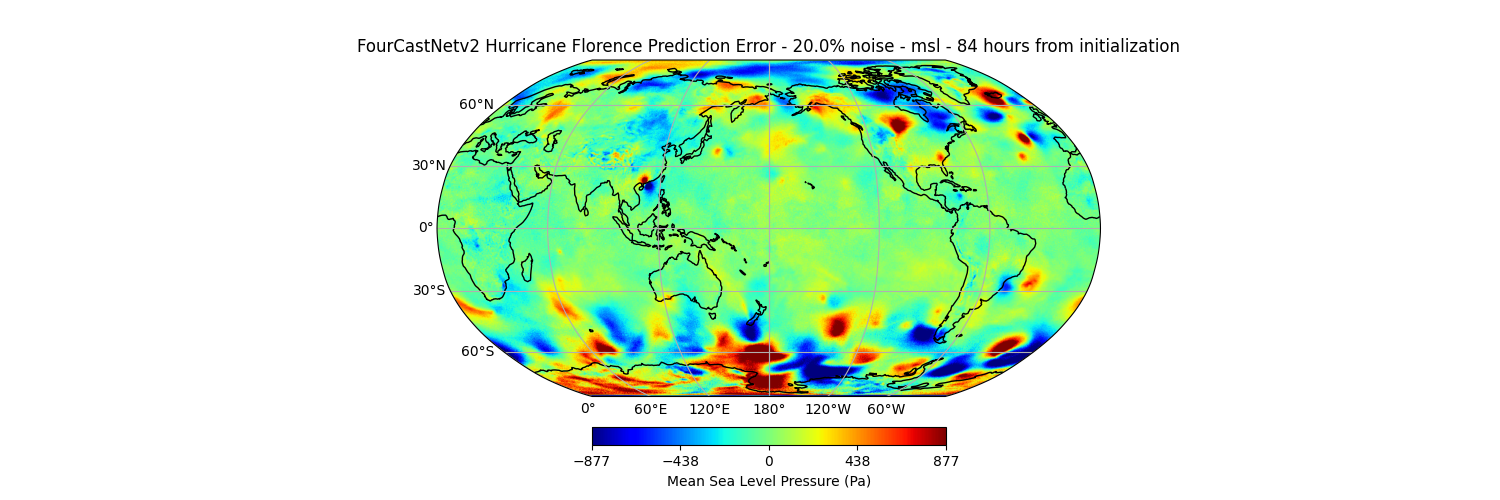 FourCastNetv2 Hurricane Florence Prediction Error - 20.0% noise - msl - 84 hours from initialization
60°N
30°N
0°
30°S
60°S
0° 60°E 120°E 180° 120°W 60°W
−877 −438 0 438 877
Mean Sea Level Pressure (Pa)